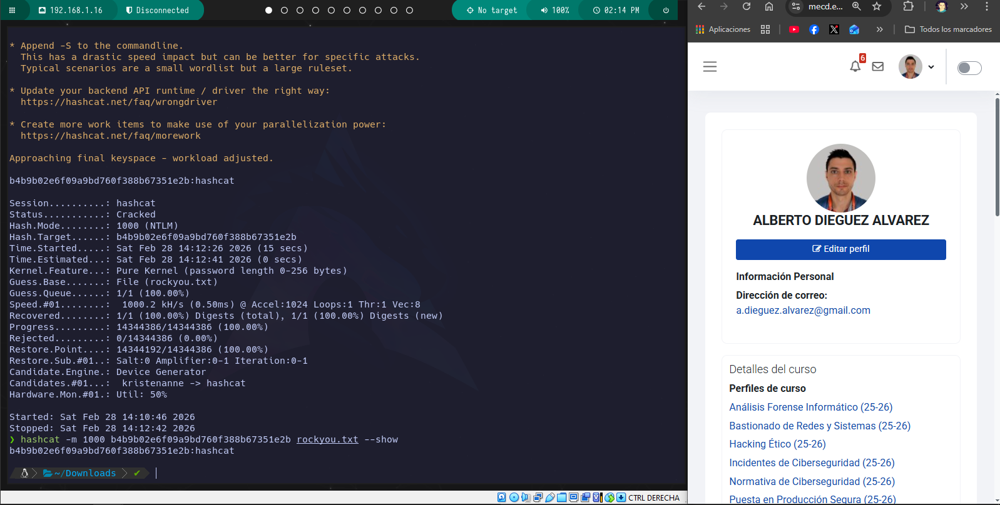 192.168.1.16
Disconnected
No target
100%
02:14 PM
* Append -S to the commandline.
This has a drastic speed impact but can be better for specific attacks.
Typical scenarios are a small wordlist but a large ruleset.
* Update your backend API runtime / driver the right way:
https://hashcat.net/faq/wrongdriver
* Create more work items to make use of your parallelization power:
https://hashcat.net/faq/morework
Approaching final keyspace - workload adjusted.
b4b9b02e6f09a9bd760f388b67351e2b:hashcat
Session..........: hashcat
Status...........: Cracked
Hash.Mode........: 1000 (NTLM)
Hash.Target......: b4b9b02e6f09a9bd760f388b67351e2b
Time.Started.....: Sat Feb 28 14:12:26 2026 (15 secs)
Time.Estimated...: Sat Feb 28 14:12:41 2026 (0 secs)
Kernel.Feature...: Pure Kernel (password length 0-256 bytes)
Guess.Base.......: File (rockyou.txt)
Guess.Queue......: 1/1 (100.00%)
Speed.#01........:  1000.2 kH/s (0.50ms) @ Accel:1024 Loops:1 Thr:1 Vec:8
Recovered........: 1/1 (100.00%) Digests (total), 1/1 (100.00%) Digests (new)
Progress.........: 14344386/14344386 (100.00%)
Rejected.........: 0/14344386 (0.00%)
Restore.Point....: 14344192/14344386 (100.00%)
Restore.Sub.#01..: Salt:0 Amplifier:0-1 Iteration:0-1
Candidate.Engine.: Device Generator
Candidates.#01...:  kristenanne -> hashcat
Hardware.Mon.#01.: Util: 50%
Started: Sat Feb 28 14:10:46 2026
Stopped: Sat Feb 28 14:12:42 2026
❯ hashcat -m 1000 b4b9b02e6f09a9bd760f388b67351e2b rockyou.txt --show
b4b9b02e6f09a9bd760f388b67351e2b:hashcat
~/Downloads
CTRL DERECHA
mecd.e...
Aplicaciones
Todos los marcadores
6
ALBERTO DIEGUEZ ALVAREZ
Editar perfil
Información Personal
Dirección de correo:
a.dieguez.alvarez@gmail.com
Detalles del curso
Perfiles de curso
Análisis Forense Informático (25-26)
Bastionado de Redes y Sistemas (25-26)
Hacking Ético (25-26)
Incidentes de Ciberseguridad (25-26)
Normativa de Ciberseguridad (25-26)
Puesta en Producción Segura (25-26)